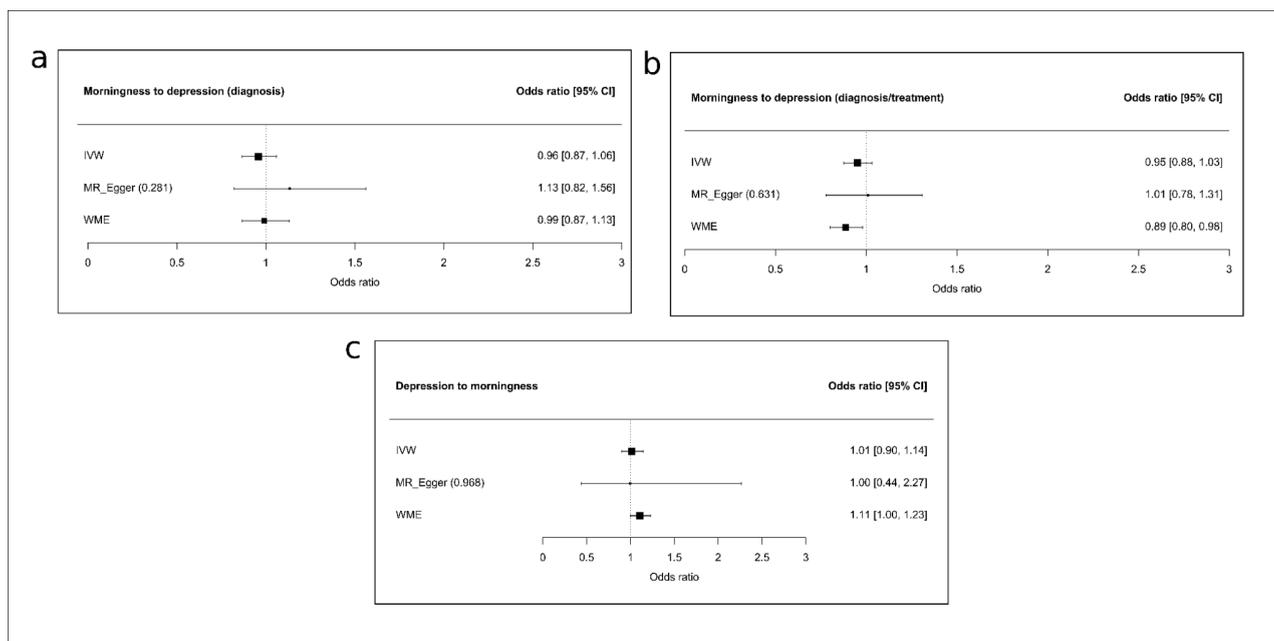 a
Morningness to depression (diagnosis) Odds ratio [95% CI]
IVW 0.96 [0.87, 1.06]
MR_Egger (0.281) 1.13 [0.82, 1.56]
WME 0.99 [0.87, 1.13]
0 0.5 1 1.5 2 2.5 3
Odds ratio
b
Morningness to depression (diagnosis/treatment) Odds ratio [95% CI]
IVW 0.95 [0.88, 1.03]
MR_Egger (0.631) 1.01 [0.78, 1.31]
WME 0.89 [0.80, 0.98]
0 0.5 1 1.5 2 2.5 3
Odds ratio
c
Depression to morningness Odds ratio [95% CI]
IVW 1.01 [0.90, 1.14]
MR_Egger (0.968) 1.00 [0.44, 2.27]
WME 1.11 [1.00, 1.23]
0 0.5 1 1.5 2 2.5 3
Odds ratio